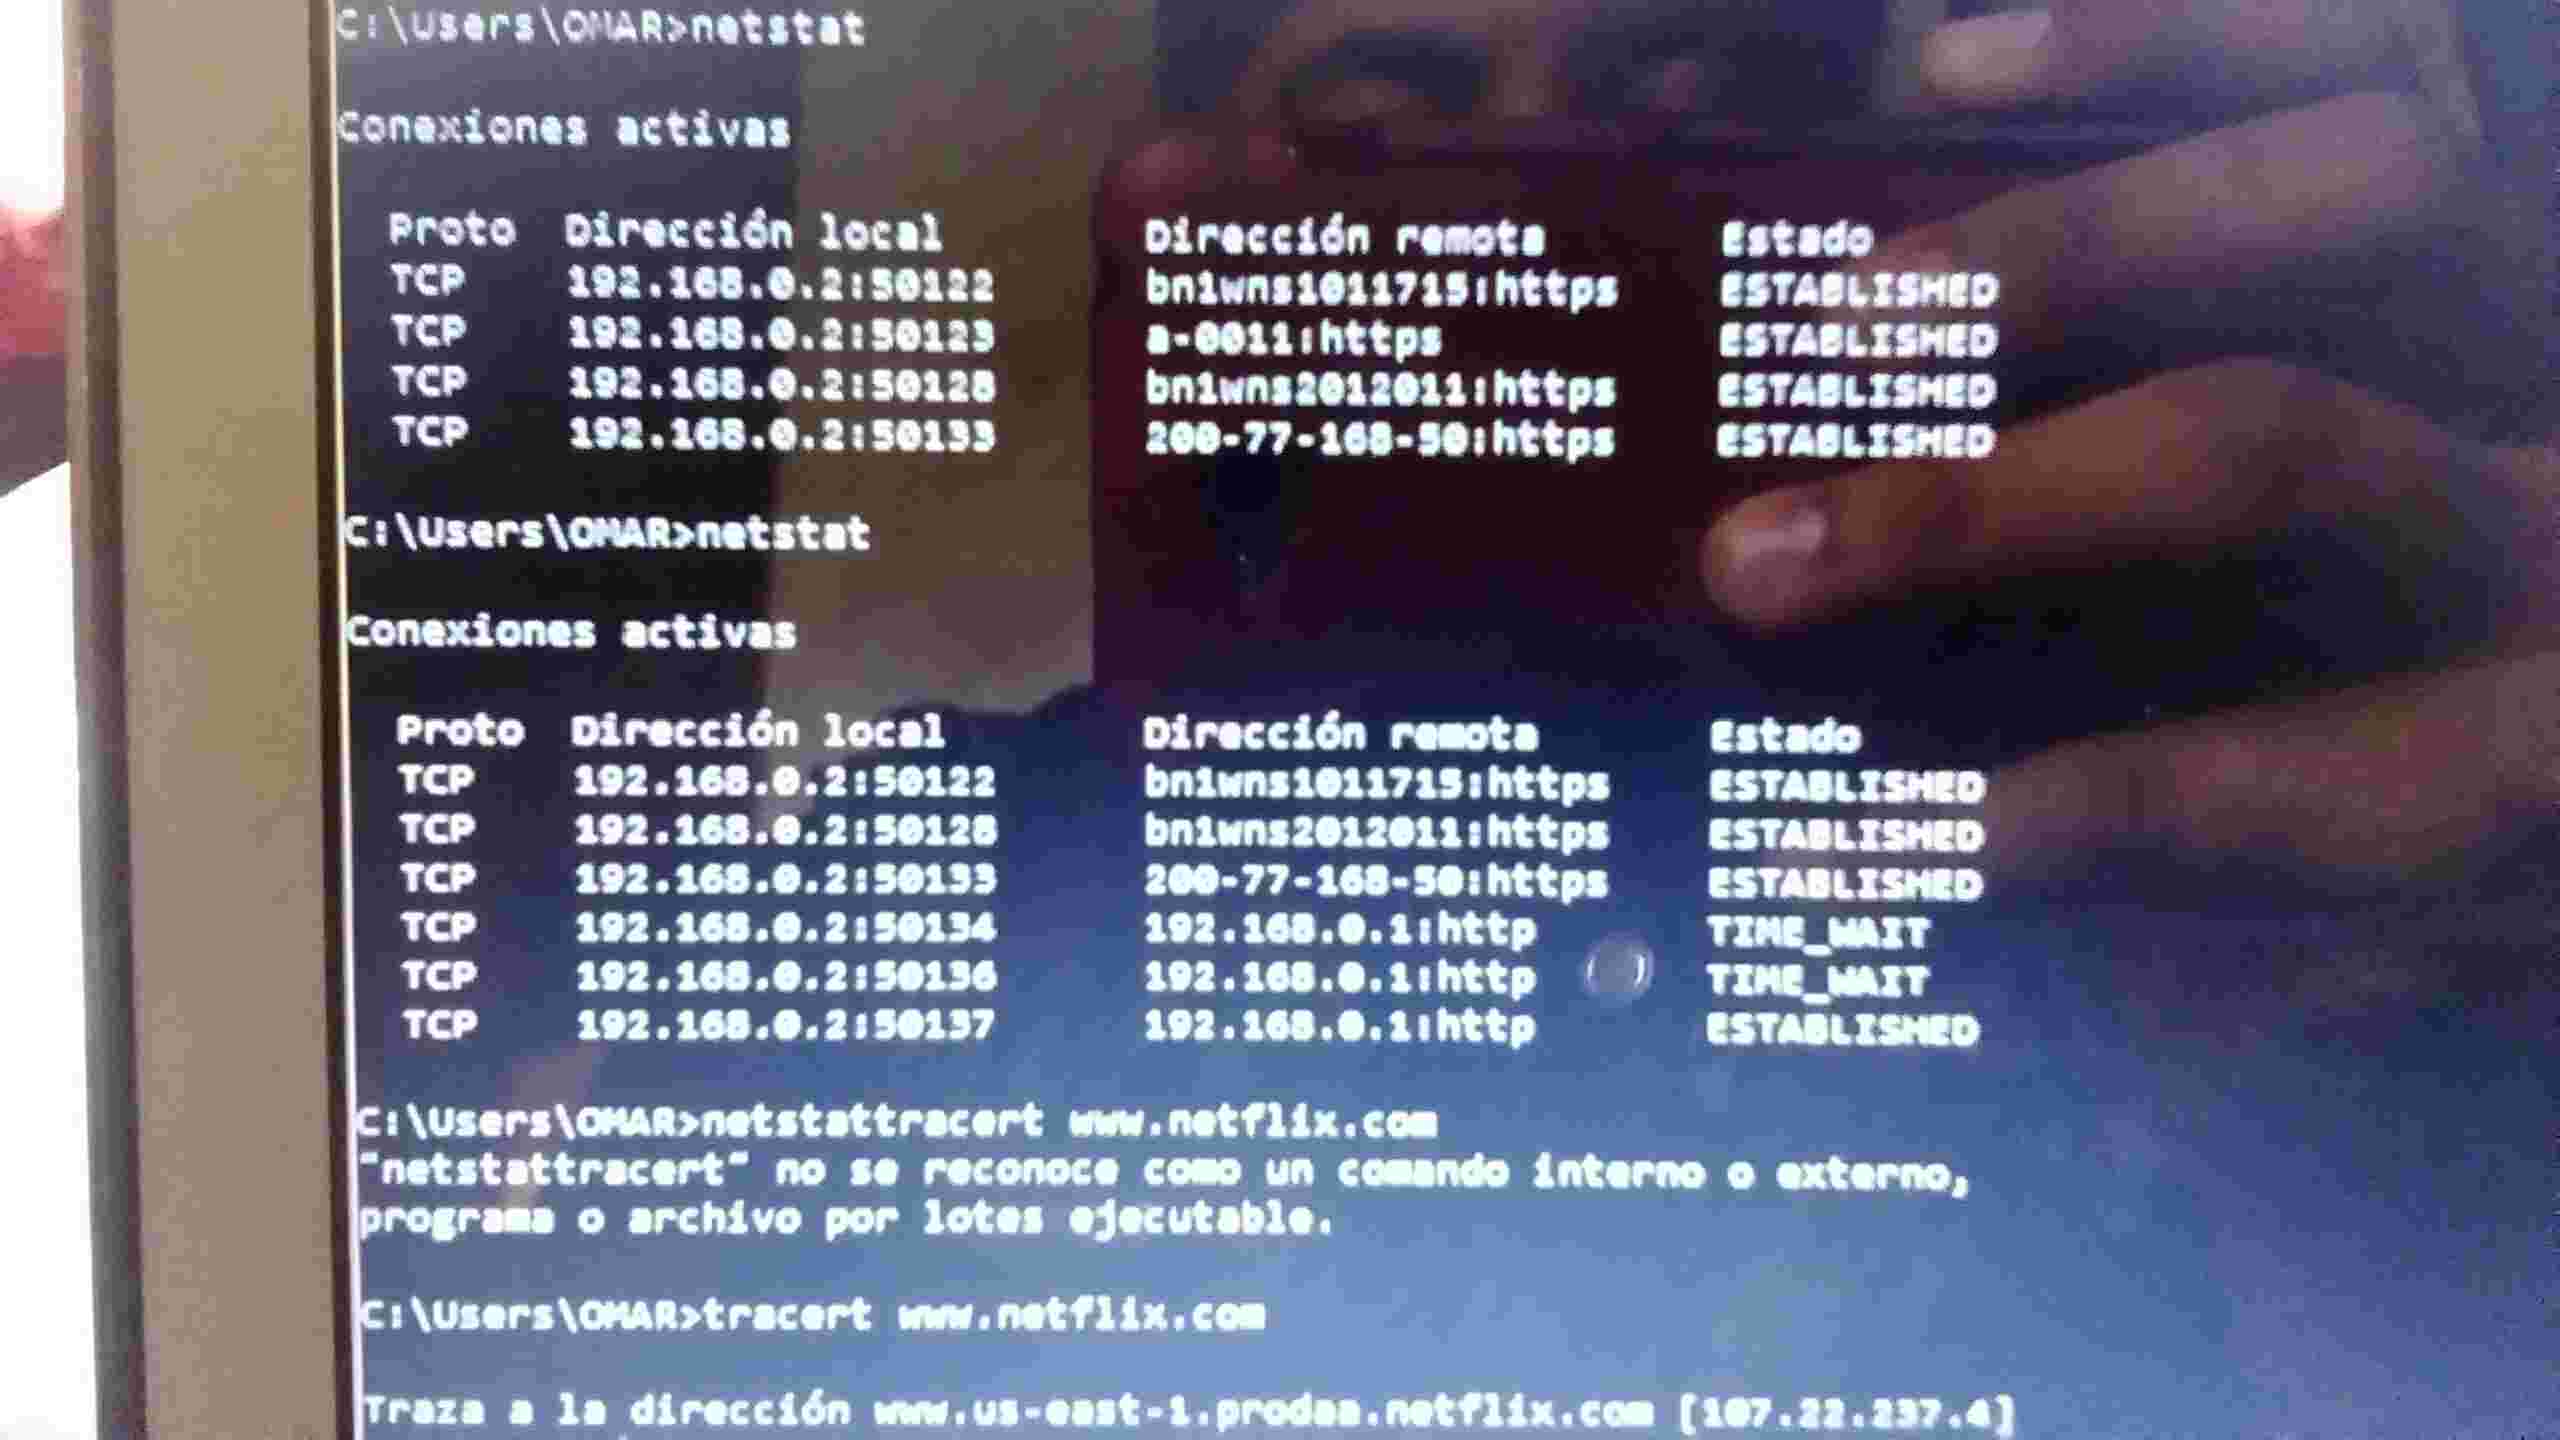 C:\Users\OMAR>netstat
Conexiones activas
Proto Dirección local Dirección remota Estado
TCP 192.168.0.2:50122 bn1wns1011715:https ESTABLISHED
TCP 192.168.0.2:50123 a-0011:https ESTABLISHED
TCP 192.168.0.2:50128 bn1wns2012011:https ESTABLISHED
TCP 192.168.0.2:50133 200-77-168-50:https ESTABLISHED
C:\Users\OMAR>netstat
Conexiones activas
Proto Dirección local Dirección remota Estado
TCP 192.168.0.2:50122 bn1wns1011715:https ESTABLISHED
TCP 192.168.0.2:50128 bn1wns2012011:https ESTABLISHED
TCP 192.168.0.2:50133 200-77-168-50:https ESTABLISHED
TCP 192.168.0.2:50134 192.168.0.1:http TIME_WAIT
TCP 192.168.0.2:50136 192.168.0.1:http TIME_WAIT
TCP 192.168.0.2:50137 192.168.0.1:http ESTABLISHED
C:\Users\OMAR>netstattracert www.netflix.com
"netstattracert" no se reconoce como un comando interno o externo,
programa o archivo por lotes ejecutable.
C:\Users\OMAR>tracert www.netflix.com
Traza a la dirección www.us-east-1.prodaa.netflix.com [107.22.237.4]